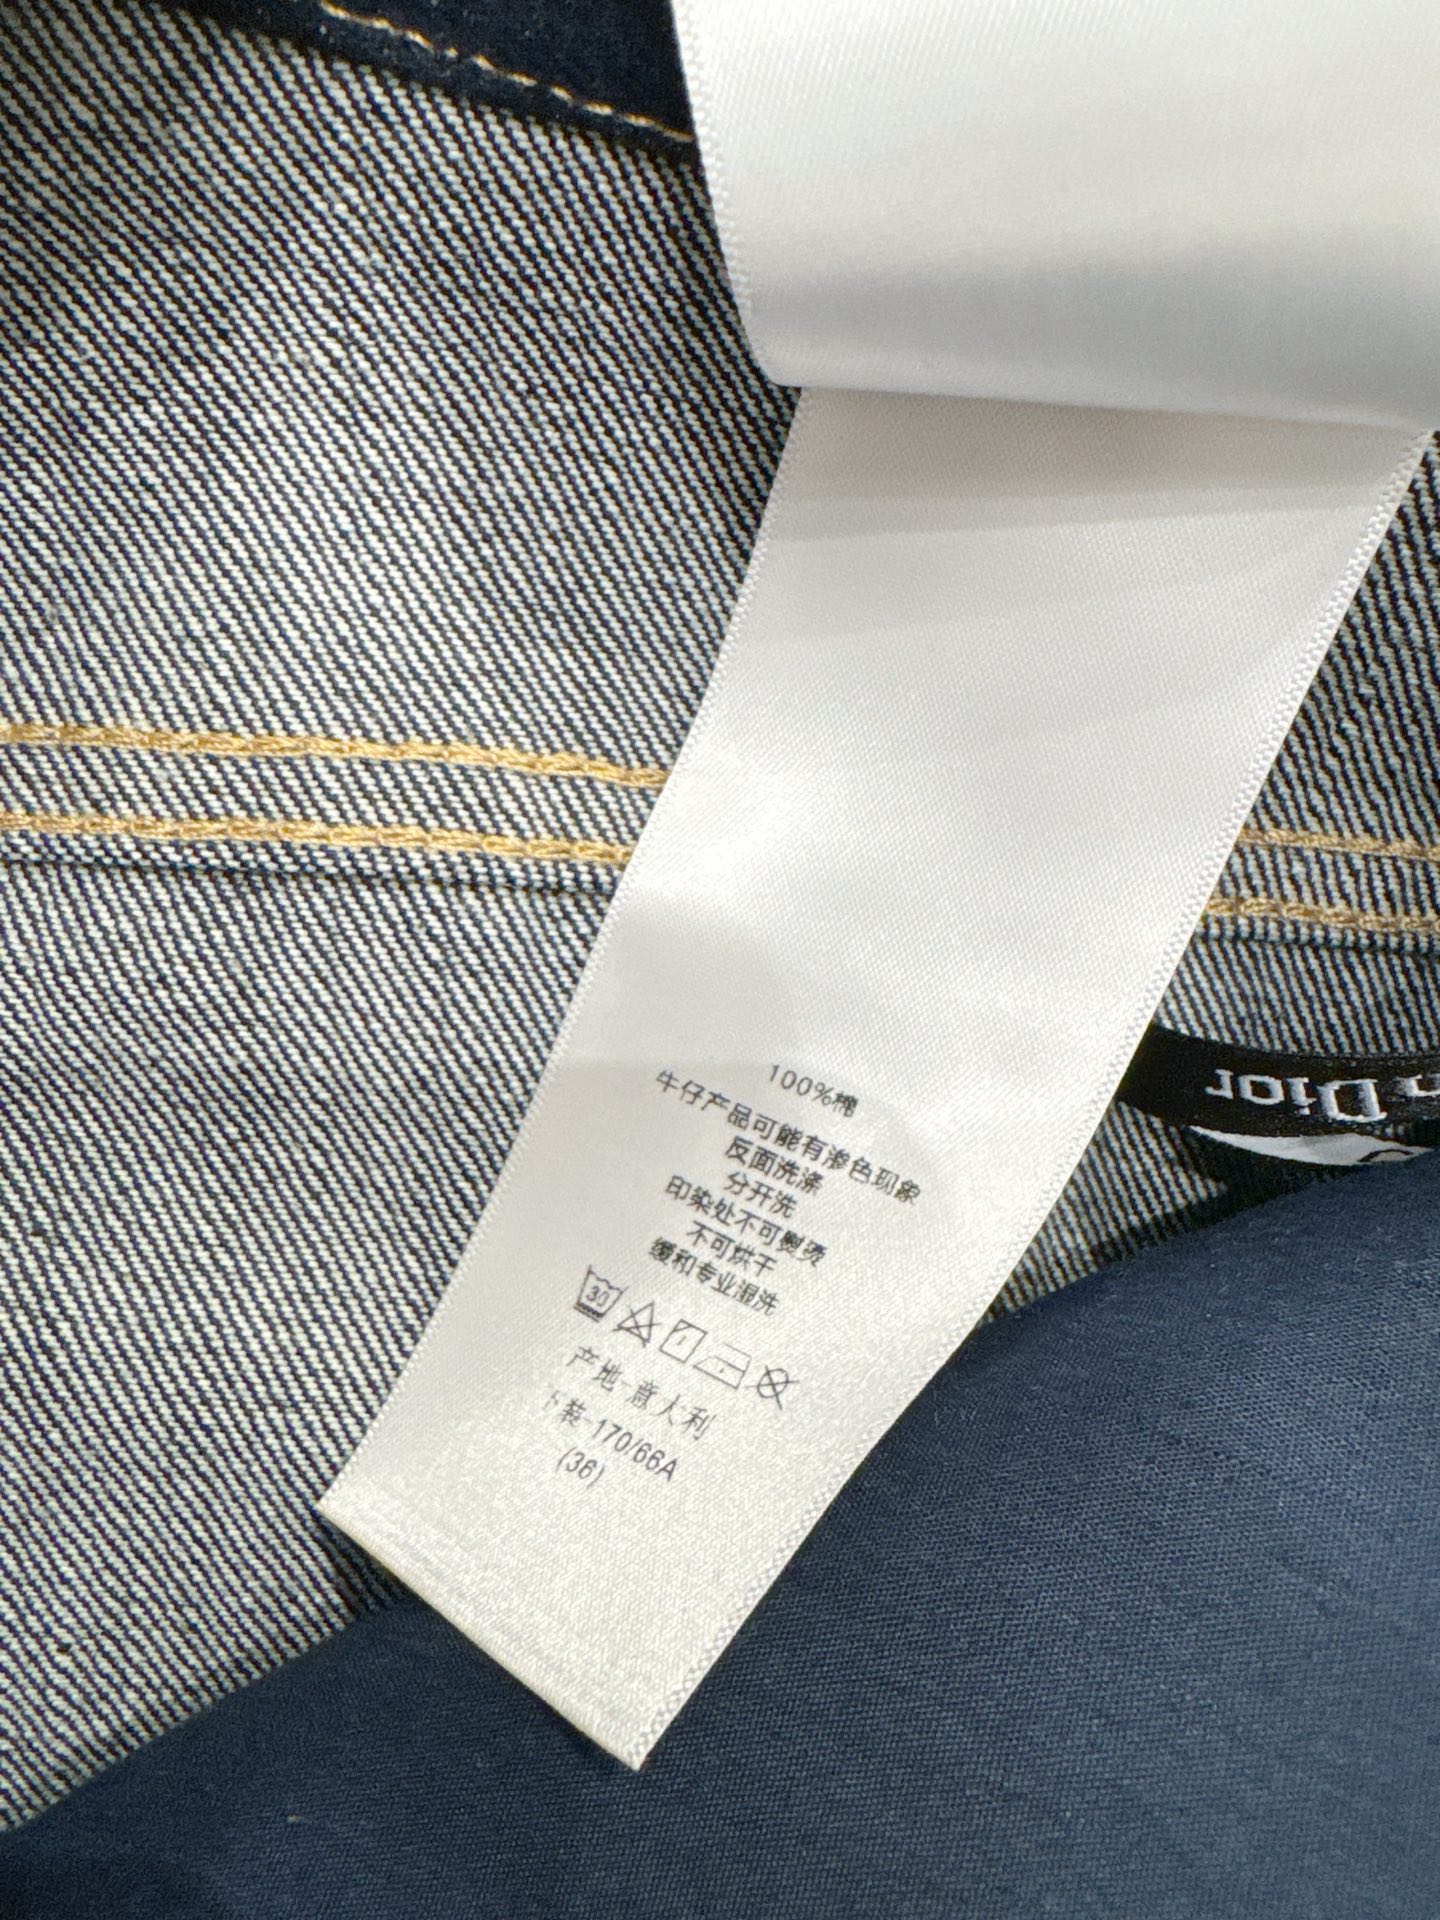 100%棉
牛仔产品可能有渗色现象
反面洗涤
分开洗
印染处不可熨烫
不可烘干
缓和专业湿洗
30
产地-意大利
下装-170/66A
(36)
Dior